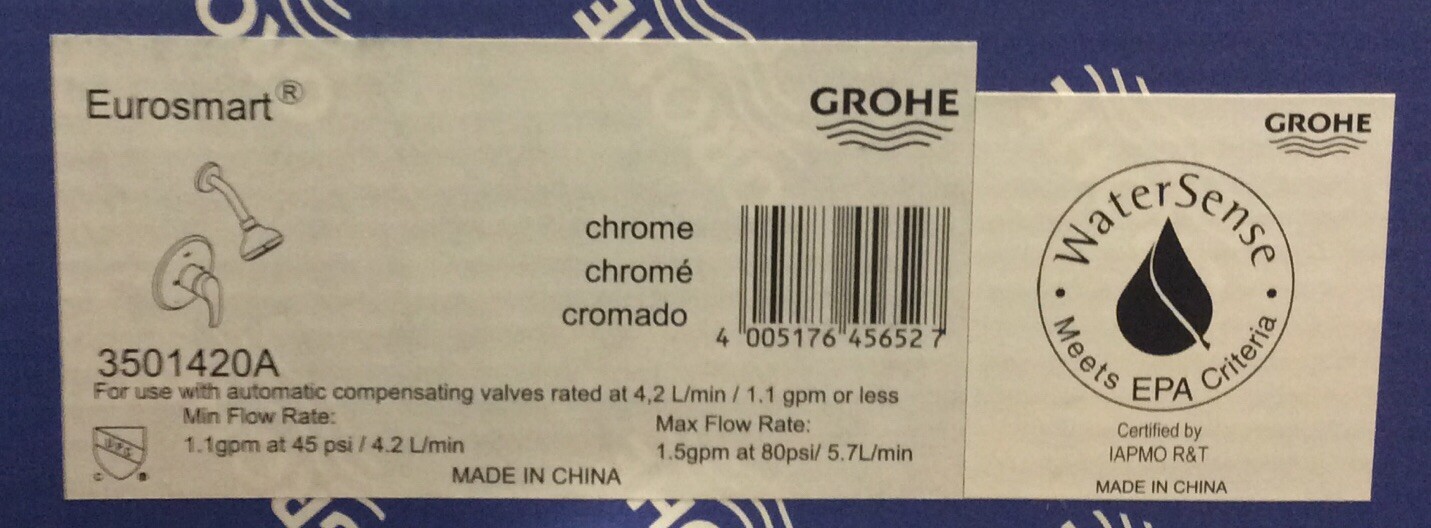 Eurosmart®
GROHE
chrome
chromé
cromado
4 005176 456527
3501420A
For use with automatic compensating valves rated at 4,2 L/min / 1.1 gpm or less
Min Flow Rate:
1.1gpm at 45 psi / 4.2 L/min
Max Flow Rate:
1.5gpm at 80psi/ 5.7L/min
UPC
MADE IN CHINA
GROHE
WaterSense
• Meets EPA Criteria •
Certified by
IAPMO R&T
MADE IN CHINA